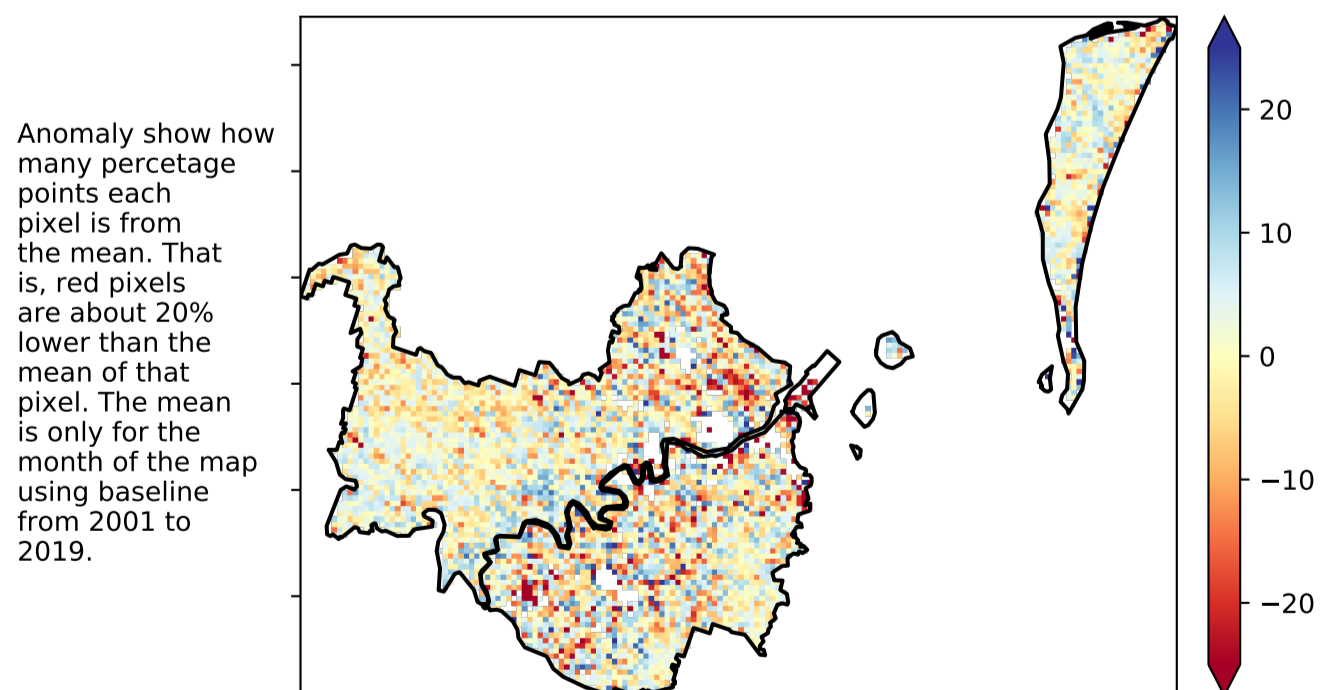 Anomaly show how
many percetage
points each
pixel is from
the mean. That
is, red pixels
are about 20%
lower than the
mean of that
pixel. The mean
is only for the
month of the map
using baseline
from 2001 to
2019.
20
10
0
−10
−20